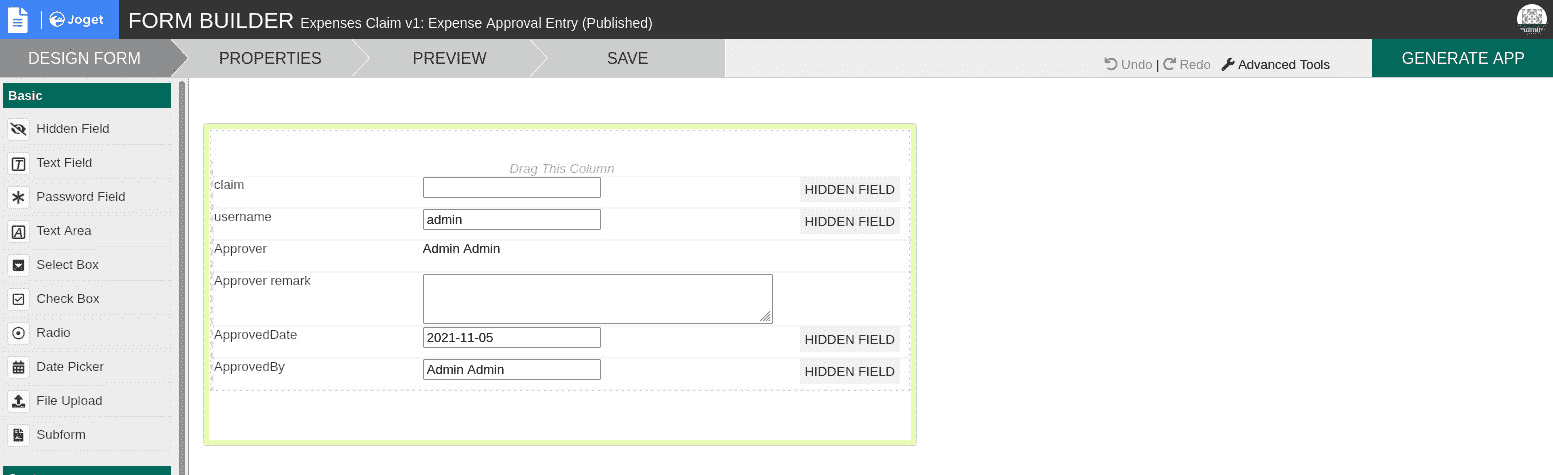 Joget
FORM BUILDER Expenses Claim v1: Expense Approval Entry (Published)
admin
DESIGN FORM
PROPERTIES
PREVIEW
SAVE
Undo | Redo Advanced Tools
GENERATE APP
Basic
Hidden Field
Text Field
Password Field
Text Area
Select Box
Check Box
Radio
Date Picker
File Upload
Subform
Drag This Column
claim HIDDEN FIELD
username admin HIDDEN FIELD
Approver Admin Admin
Approver remark
ApprovedDate 2021-11-05 HIDDEN FIELD
ApprovedBy Admin Admin HIDDEN FIELD